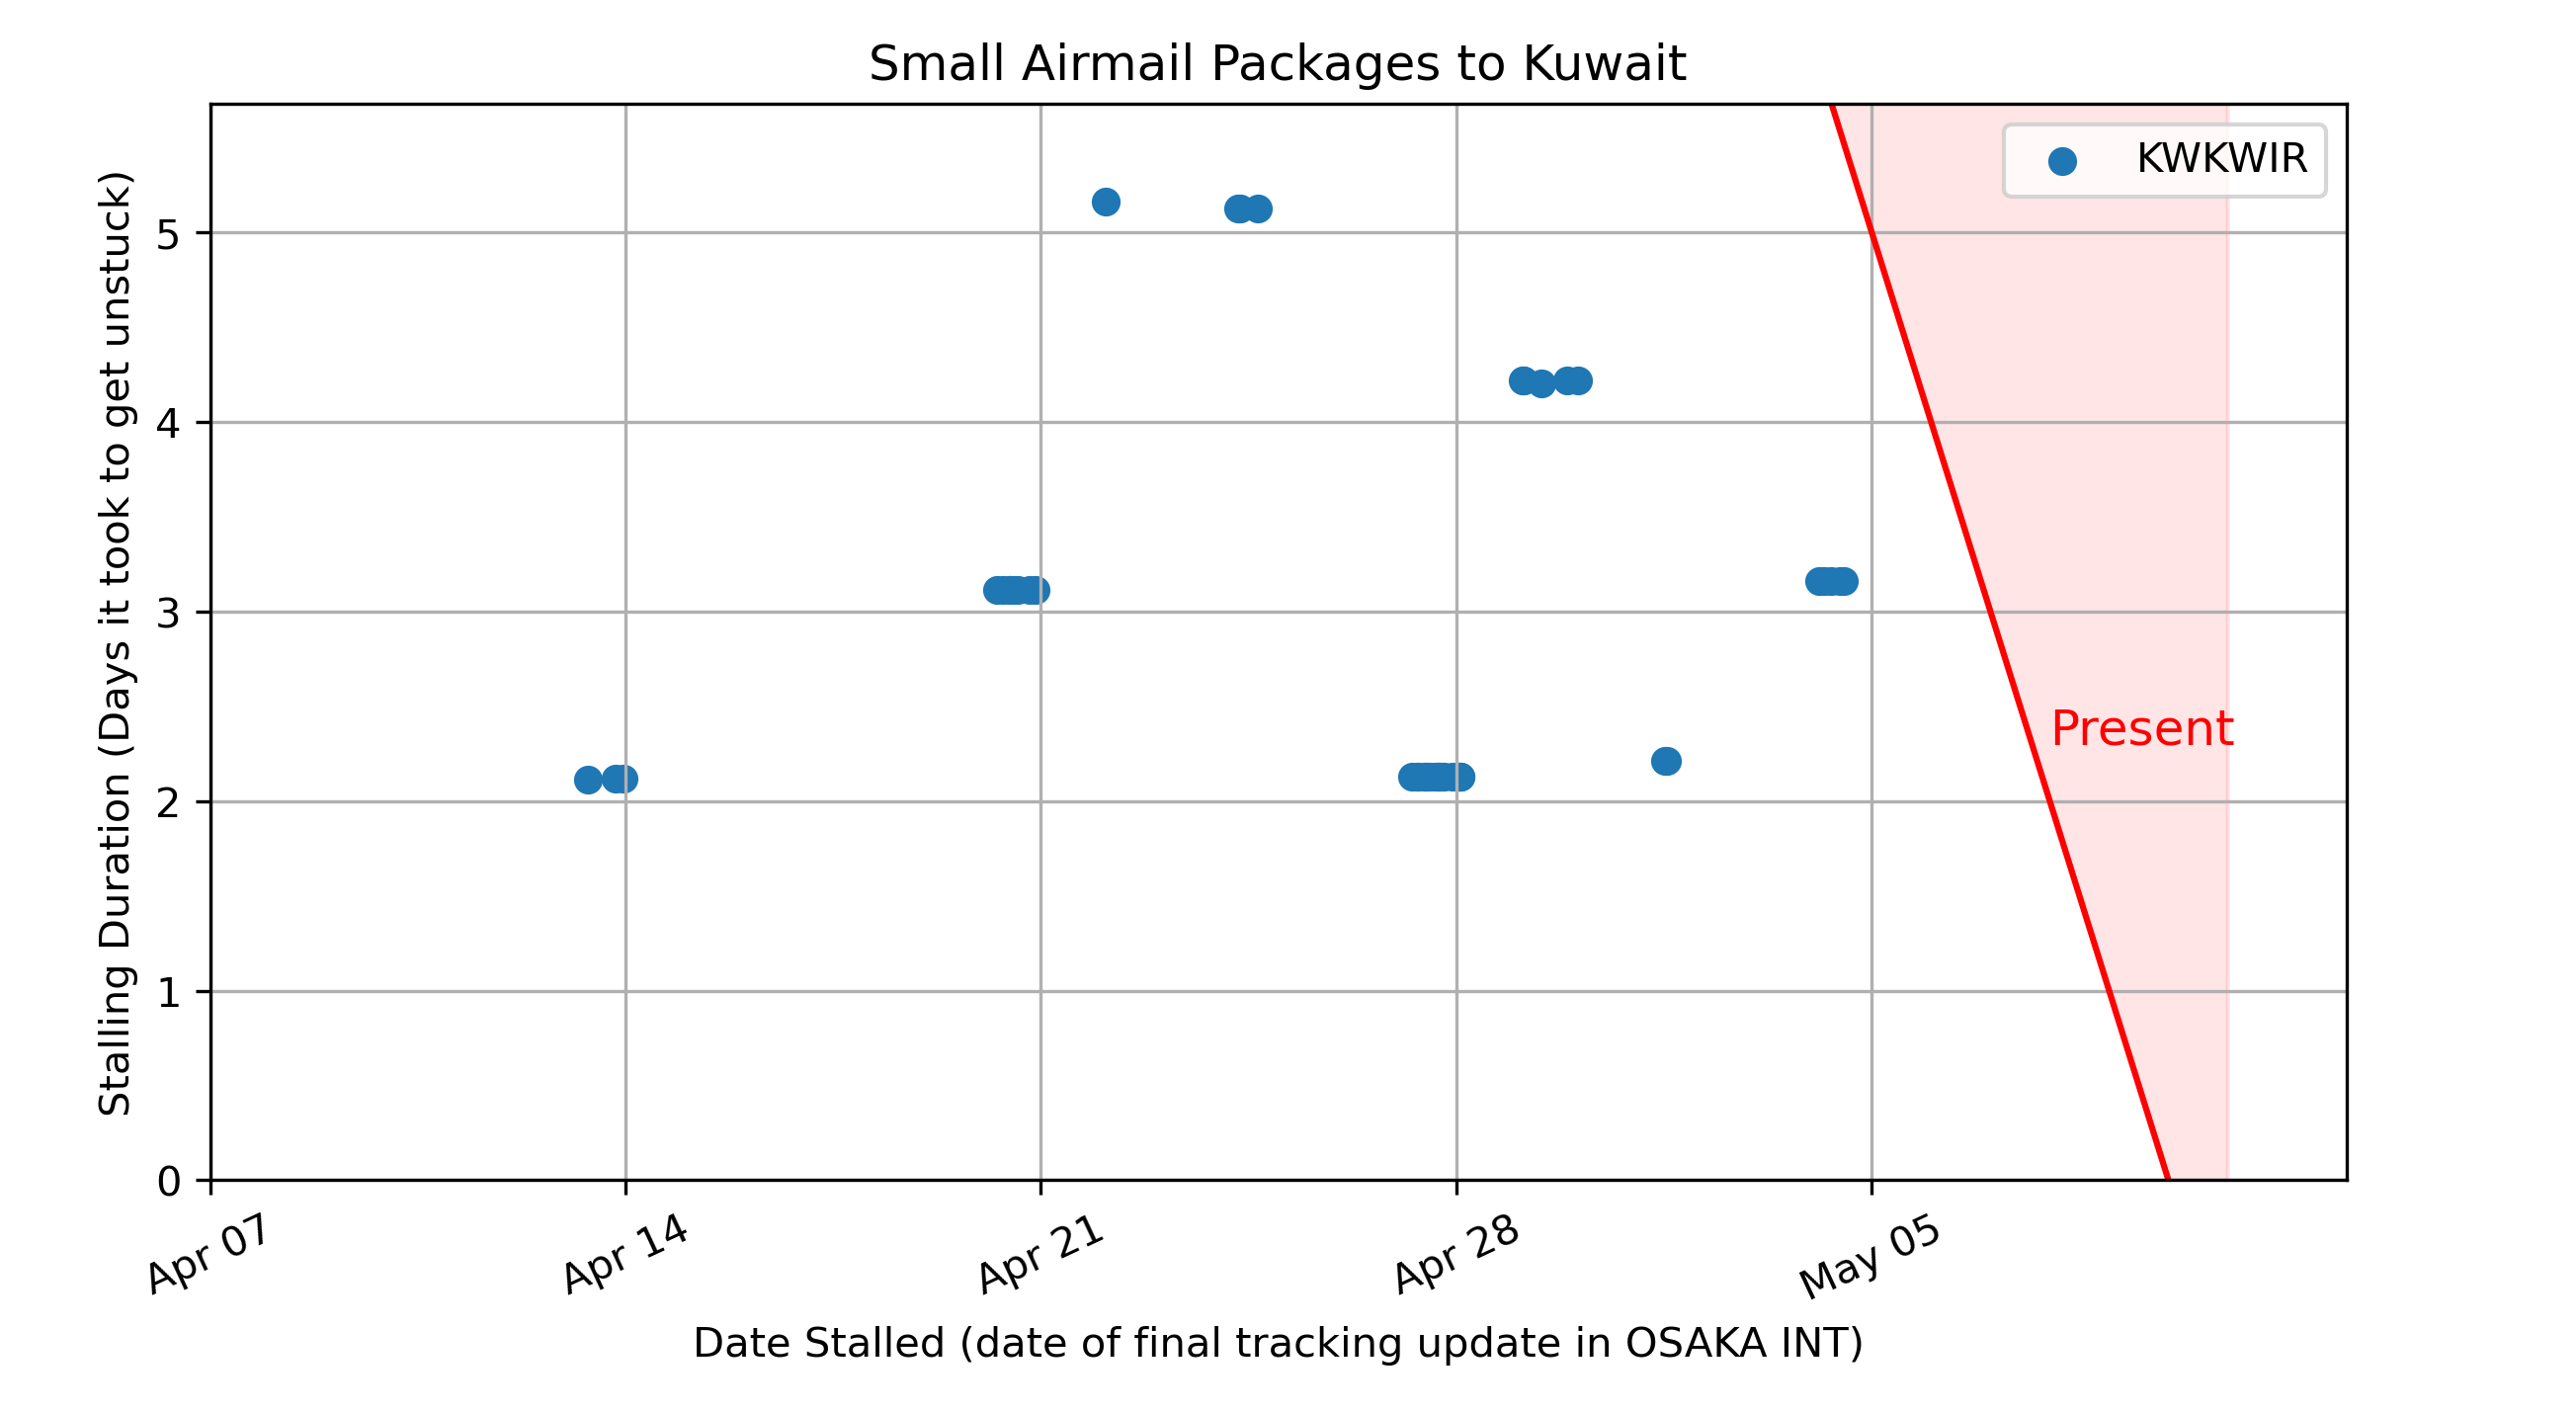 Small Airmail Packages to Kuwait
KWKWIR
Stalling Duration (Days it took to get unstuck)
5
4
3
2
1
0
Present
Apr 07
Apr 14
Apr 21
Apr 28
May 05
Date Stalled (date of final tracking update in OSAKA INT)